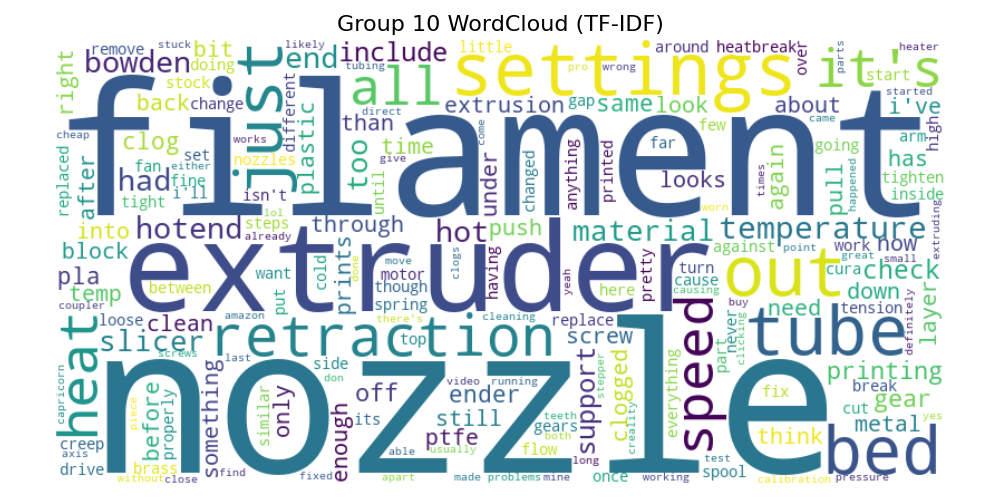 Group 10 WordCloud (TF-IDF)
stuck
remove
bit
likely
include
little
around
heatbreak
over
parts
heater
right
bowden
doing
end
tubing
settings
pro
wrong
it's
start
stock
just
all
started
back
change
different
extrusion
gap
same
look
about
i've
cheap
filament
direct
than
few
came
higher
clog
works
plastic
too
time
come
far
going
arm
replaced
after
fan
set
nozzles
give
under
changed
anything
printed
looks
times
again
pull
has
either
had
fine
i'll
isn't
until
happened
tighten
inside
tight
lol
worn
into
hotend
steps
through
hot
push
material
temperature
now
extruding
already
against
point
work
great
small
block
between
extruder
want
cold
prints
move
clogs
having
yeah
here
pretty
turn
out
cura
check
pla
motor
cause
down
temp
put
done
though
causing
need
layer
coupler
spring
buy
tension
loose
amazon
there's
cleaning
replace
never
definitely
clean
retraction
top
screw
part
clicking
tube
slicer
heat
screws
last
side
stepper
speed
printing
capricorn
don
video
running
support
clogged
everything
break
piece
before
properly
something
similar
only
off
ender
teeth
fix
cut
gear
nozzle
its
still
gears
both
creality
metal
yes
creep
enough
ptfe
flow
think
axis
able
usually
long
bed
drive
brass
find
once
test
without
close
fixed
apart
made
problems
mine
working
spool
calibration
pressure